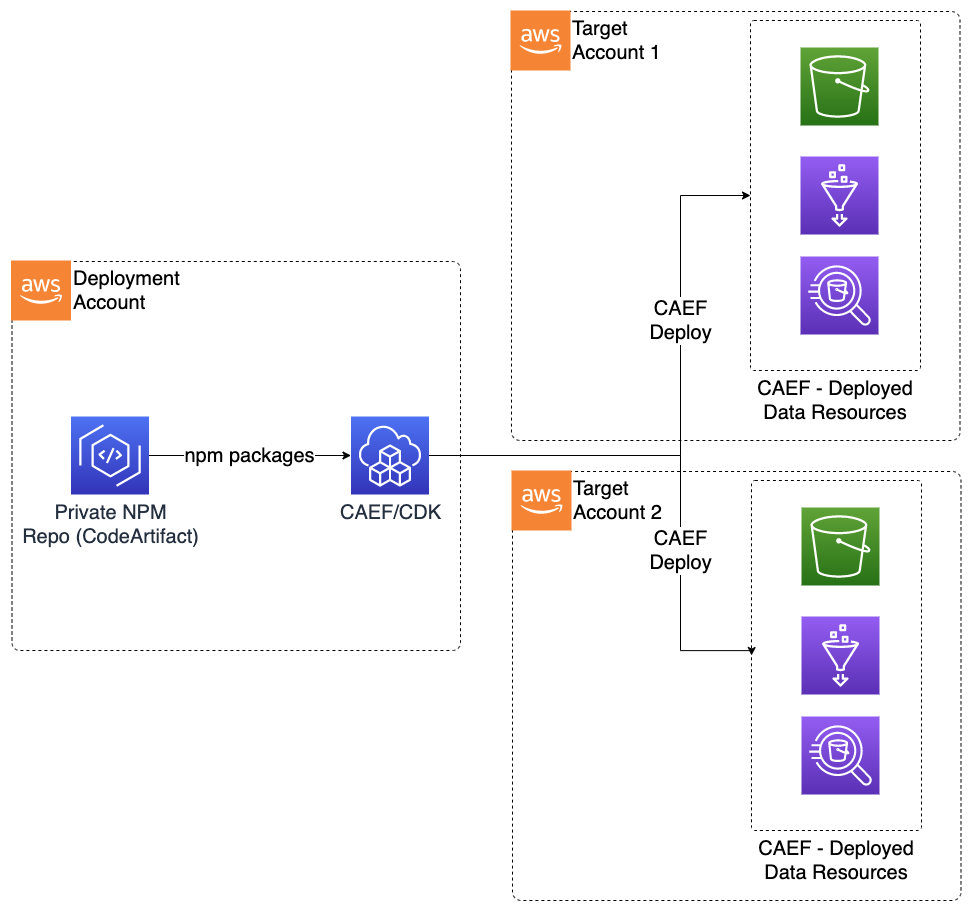 aws
Deployment
Account
npm packages
Private NPM
Repo (CodeArtifact)
CAEF/CDK
aws
Target
Account 1
CAEF
Deploy
CAEF - Deployed
Data Resources
aws
Target
Account 2
CAEF
Deploy
CAEF - Deployed
Data Resources